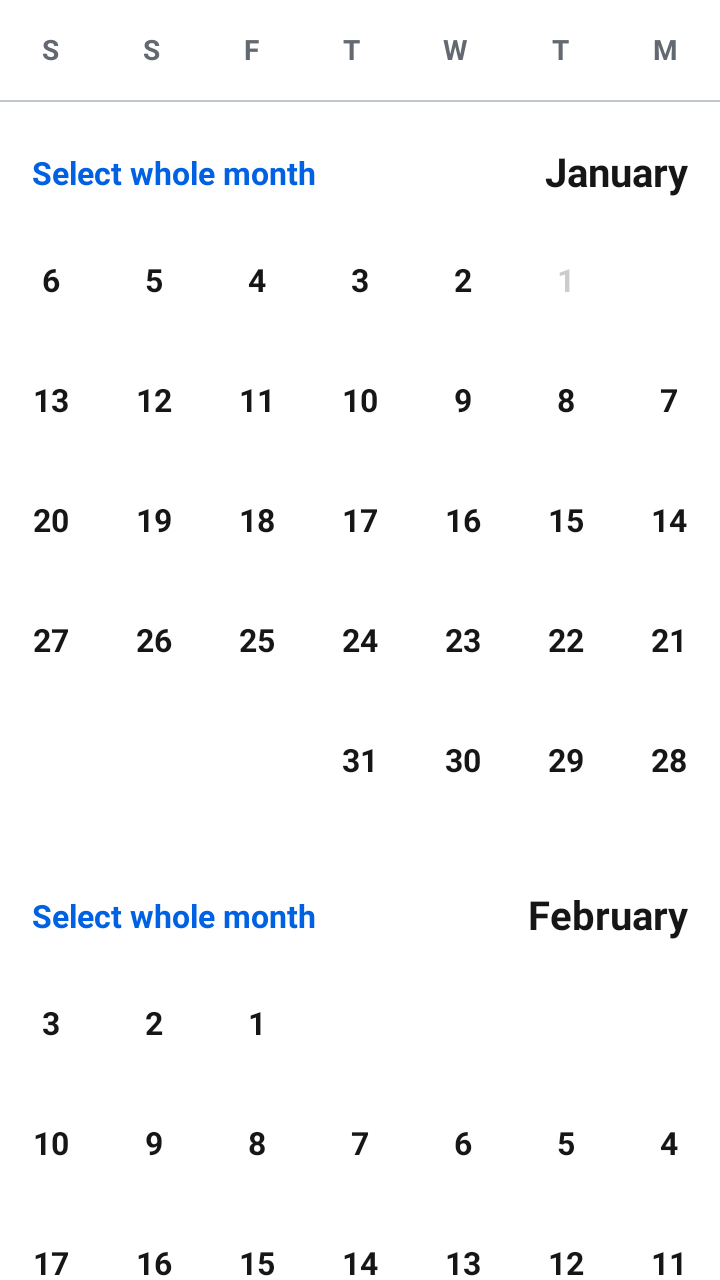 S S F T W T M
Select whole month January
6 5 4 3 2 1
13 12 11 10 9 8 7
20 19 18 17 16 15 14
27 26 25 24 23 22 21
31 30 29 28
Select whole month February
3 2 1
10 9 8 7 6 5 4
17 16 15 14 13 12 11